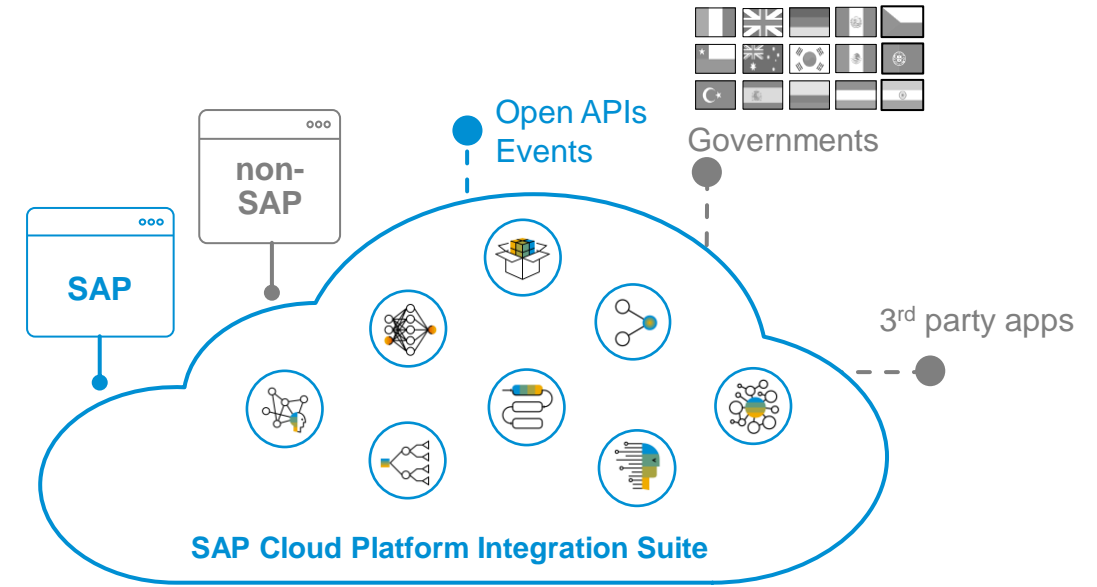 Open APIs
Events
Governments
non-
SAP
SAP
3rd party apps
SAP Cloud Platform Integration Suite